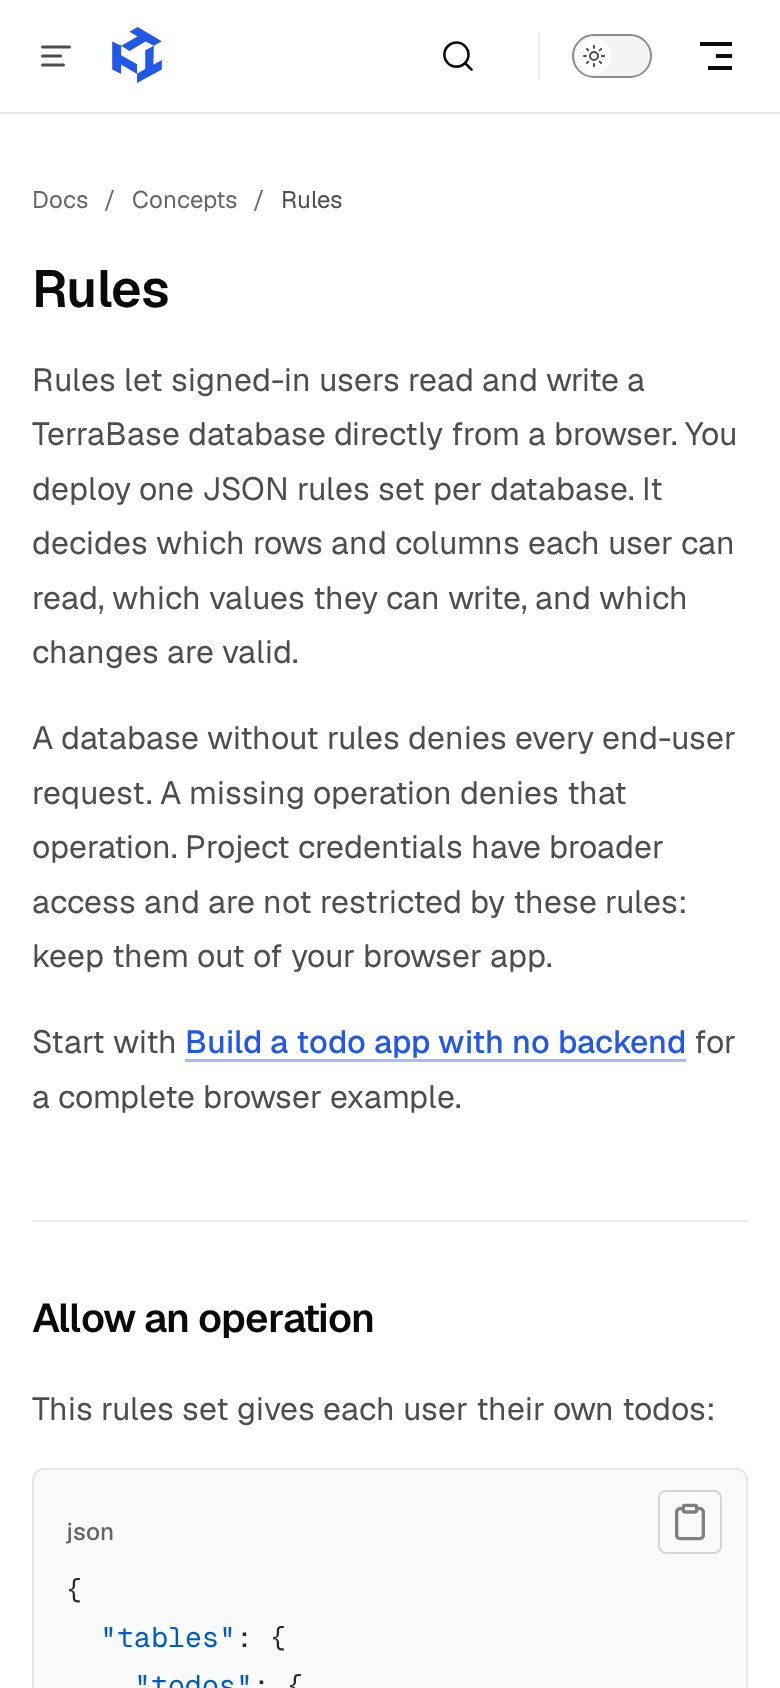 Docs / Concepts / Rules
Rules
Rules let signed-in users read and write a
TerraBase database directly from a browser. You
deploy one JSON rules set per database. It
decides which rows and columns each user can
read, which values they can write, and which
changes are valid.
A database without rules denies every end-user
request. A missing operation denies that
operation. Project credentials have broader
access and are not restricted by these rules:
keep them out of your browser app.
Start with Build a todo app with no backend for
a complete browser example.
Allow an operation
This rules set gives each user their own todos:
json
{
"tables": {
"todos": {